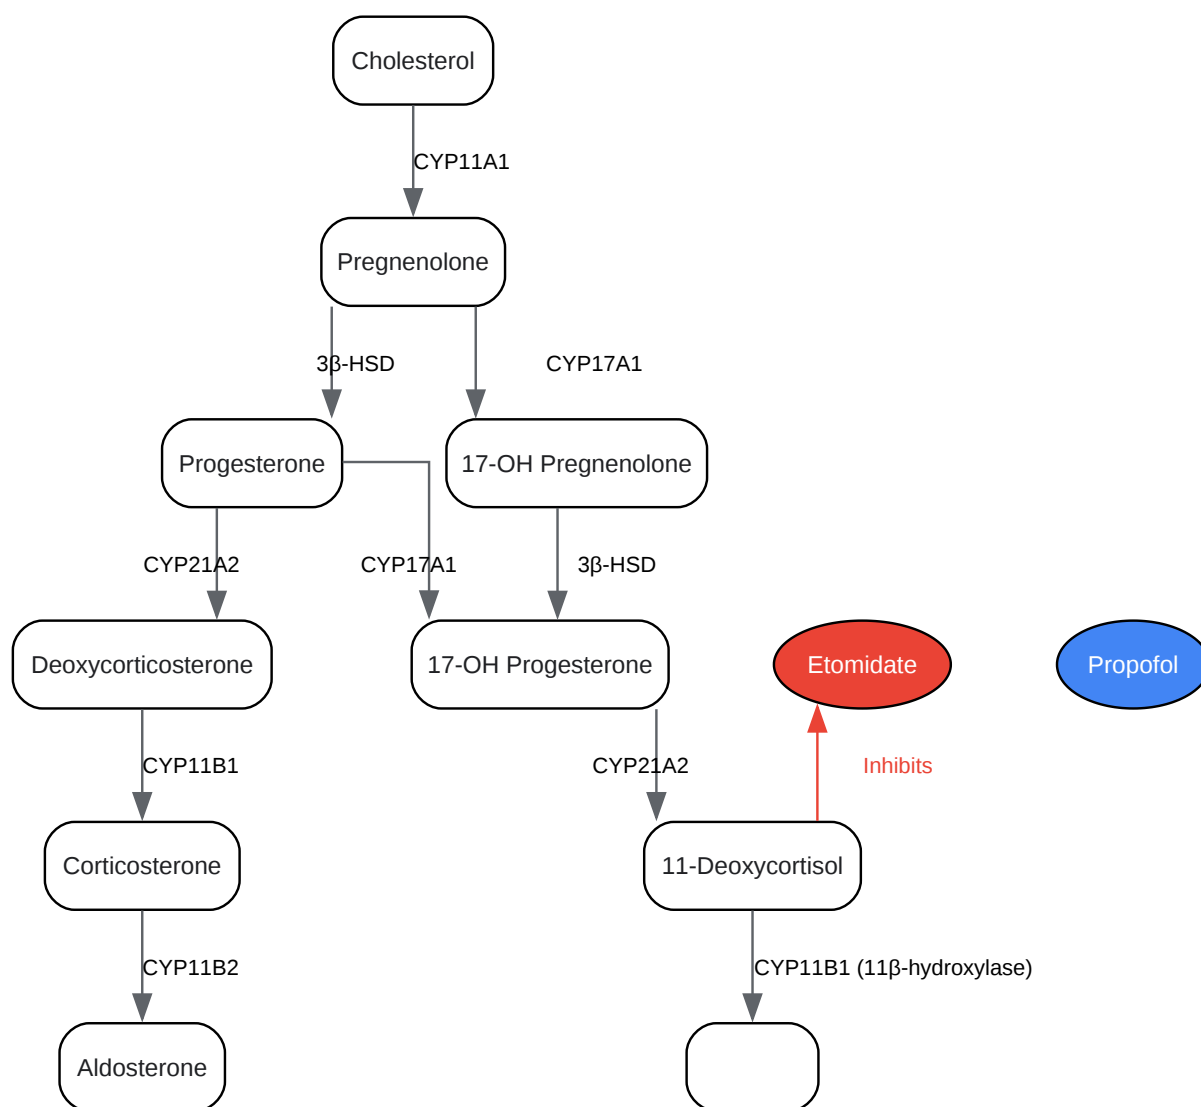 Cholesterol
CYP11A1
Pregnenolone
3β-HSD
CYP17A1
Progesterone
17-OH Pregnenolone
CYP21A2
CYP17A1
3β-HSD
Deoxycorticosterone
17-OH Progesterone
Etomidate
Propofol
CYP11B1
CYP21A2
Inhibits
Corticosterone
11-Deoxycortisol
CYP11B2
CYP11B1 (11β-hydroxylase)
Aldosterone